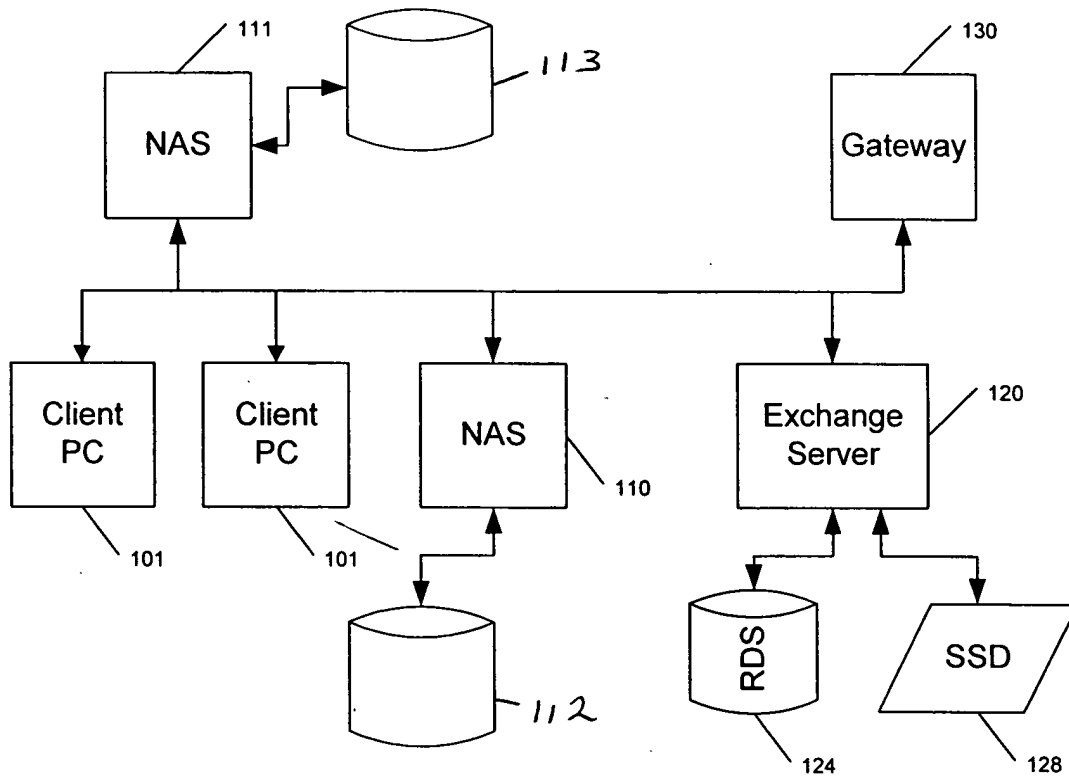 111
113
130
NAS
Gateway
Client
PC
Client
PC
NAS
Exchange
Server
120
110
101
101
RDS
SSD
112
124
128